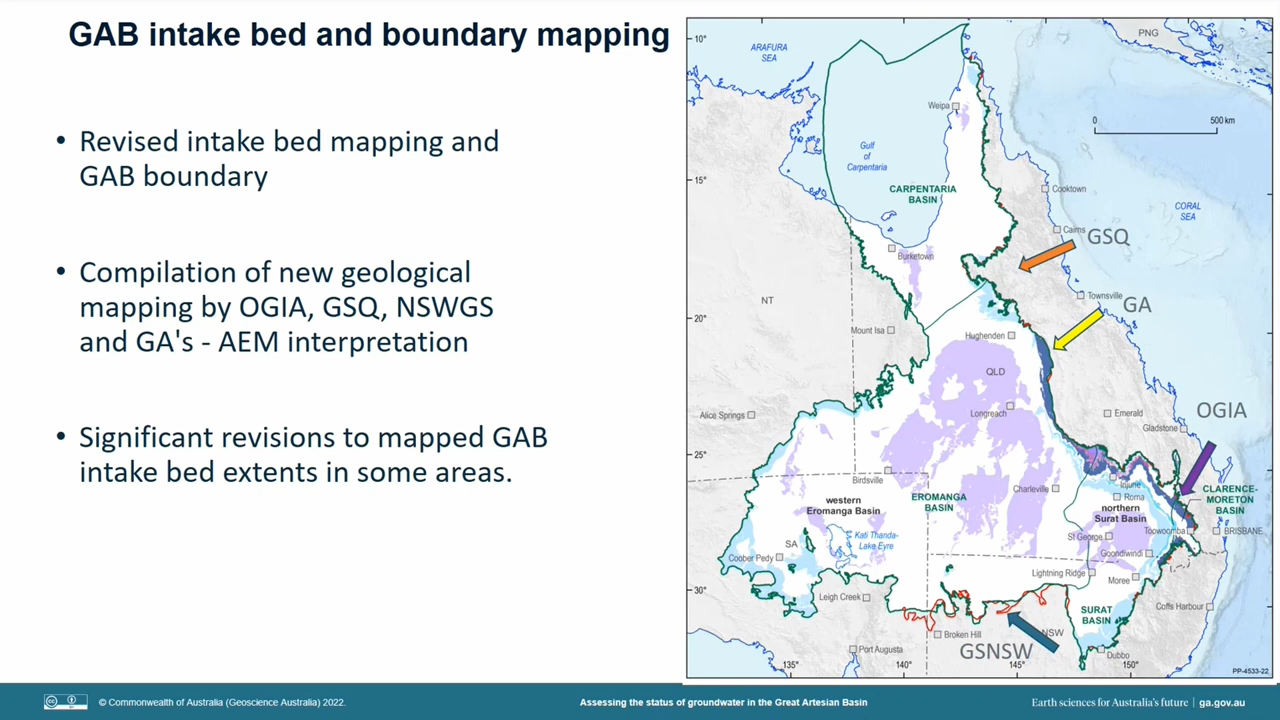 GAB intake bed and boundary mapping
• Revised intake bed mapping and
GAB boundary
• Compilation of new geological
mapping by OGIA, GSQ, NSWGS
and GA's - AEM interpretation
• Significant revisions to mapped GAB
intake bed extents in some areas.
10°
15°
20°
25°
30°
135°
140°
145°
150°
ARAFURA
SEA
PNG
0
500 km
Weipa
Gulf
of
Carpentaria
CARPENTARIA
BASIN
Cooktown
CORAL
SEA
Cairns
GSQ
Burketown
NT
Townsville
GA
Mount Isa
Hughenden
QLD
Longreach
Emerald
OGIA
Alice Springs
Gladstone
Birdsville
Charleville
Injune
Roma
CLARENCE-
MORETON
BASIN
western
Eromanga Basin
EROMANGA
BASIN
northern
Surat Basin
Toowoomba
BRISBANE
SA
Kati Thanda-
Lake Eyre
St George
Goondiwindi
Coober Pedy
Lightning Ridge
Moree
Leigh Creek
SURAT
BASIN
Coffs Harbour
Broken Hill
NSW
GSNSW
Port Augusta
Dubbo
PP-4533-22
© Commonwealth of Australia (Geoscience Australia) 2022.
Assessing the status of groundwater in the Great Artesian Basin
Earth sciences for Australia's future | ga.gov.au